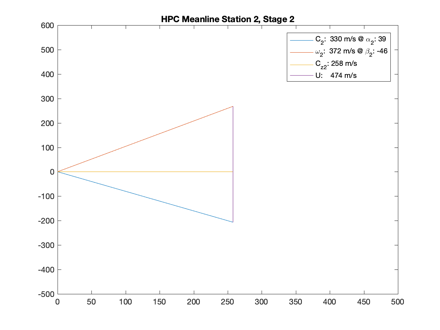 HPC Meanline Station 2, Stage 2
C2: 330 m/s @ α2: 39
ω2: 372 m/s @ β2: -46
Cz2: 258 m/s
U: 474 m/s
600
500
400
300
200
100
0
-100
-200
-300
-400
-500
0 50 100 150 200 250 300 350 400 450 500